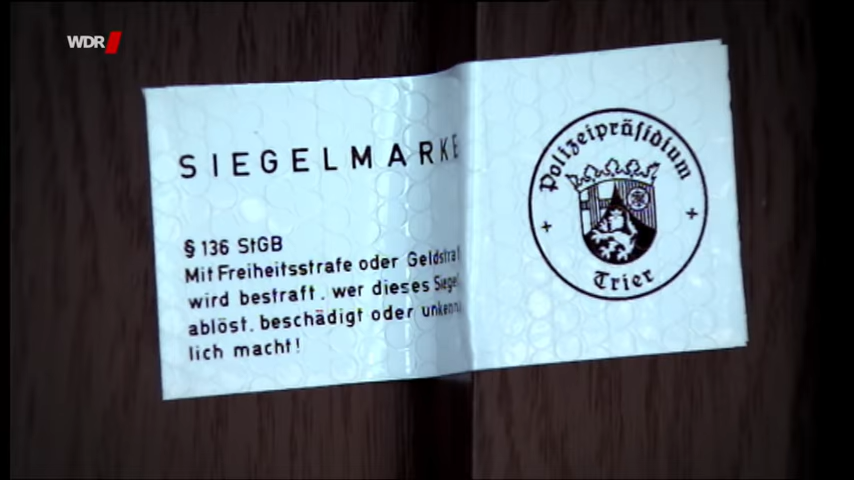 WDR
SIEGELMARKE
§ 136 StGB
Mit Freiheitsstrafe oder
wird bestraft, wer dieses
ablöst, beschädigt oder
lich macht!
Polizeipräsidium
Trier